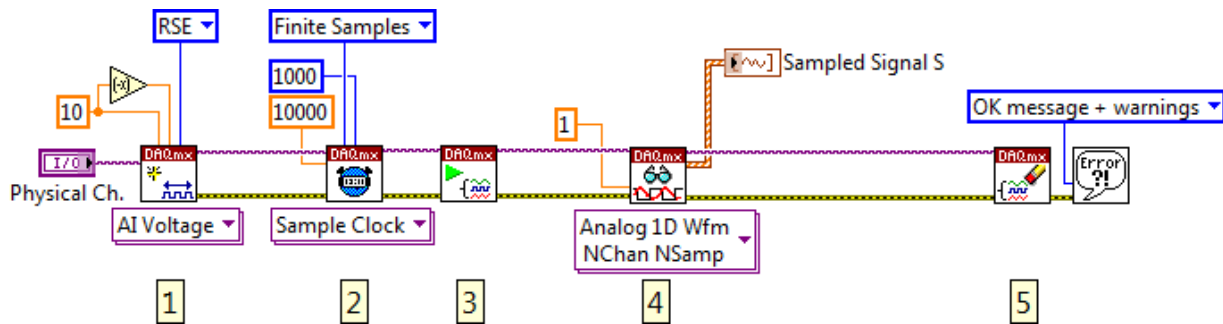 RSE
Finite Samples
(-x)
1000
Sampled Signal S
10
10000
1
OK message + warnings
I/O
DAQmx
DAQmx
DAQmx
DAQmx
DAQmx
Error
?!
Physical Ch.
AI Voltage
Sample Clock
Analog 1D Wfm
NChan NSamp
1
2
3
4
5